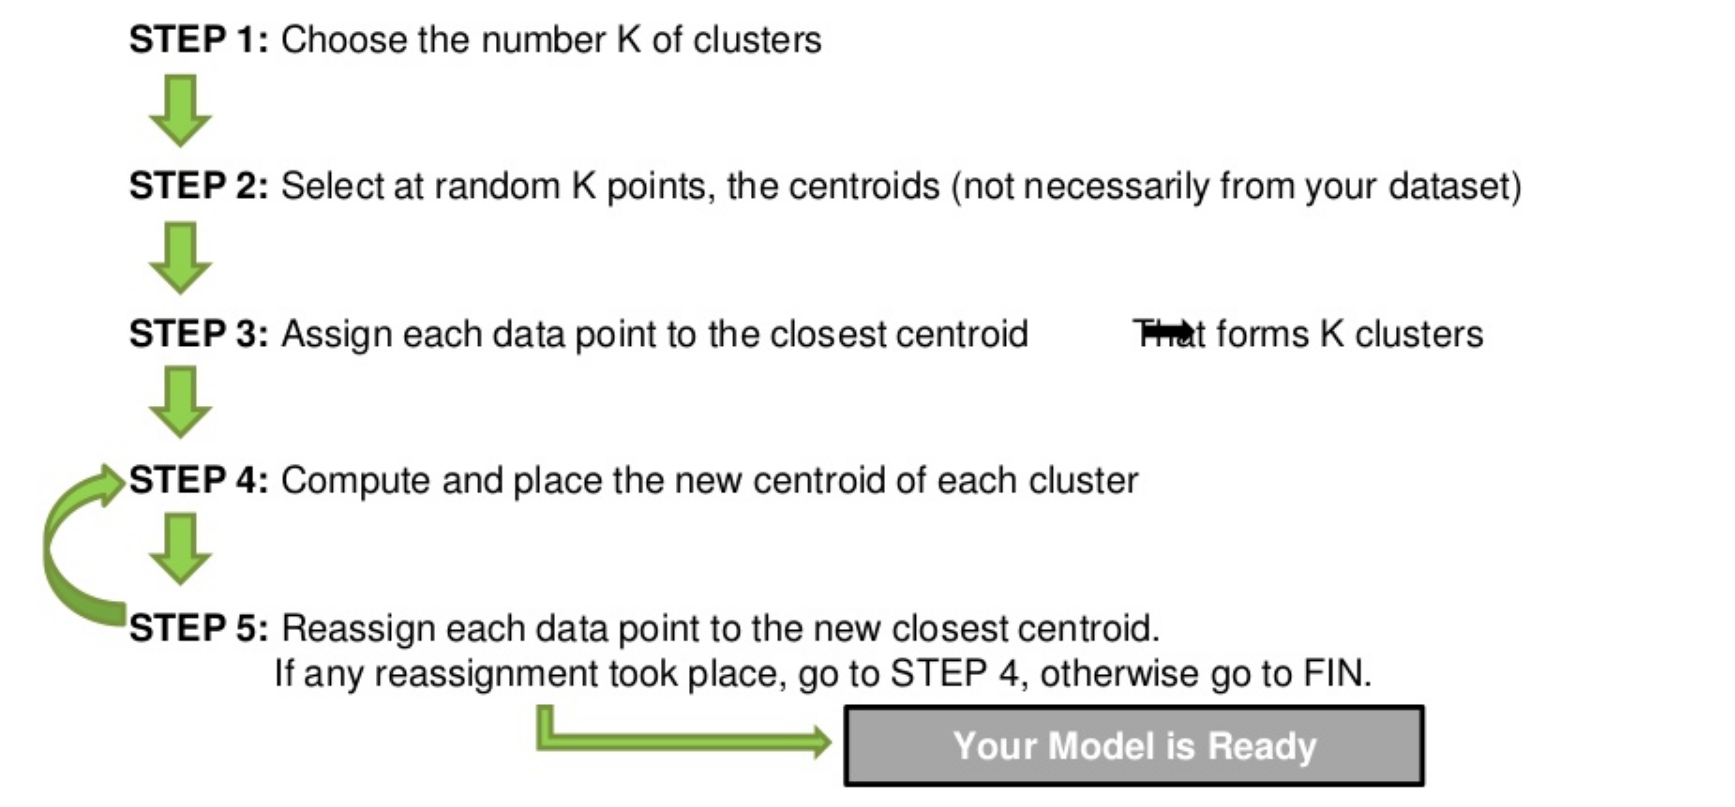 STEP 1: Choose the number K of clusters
STEP 2: Select at random K points, the centroids (not necessarily from your dataset)
STEP 3: Assign each data point to the closest centroid That forms K clusters
STEP 4: Compute and place the new centroid of each cluster
STEP 5: Reassign each data point to the new closest centroid.
If any reassignment took place, go to STEP 4, otherwise go to FIN.
Your Model is Ready